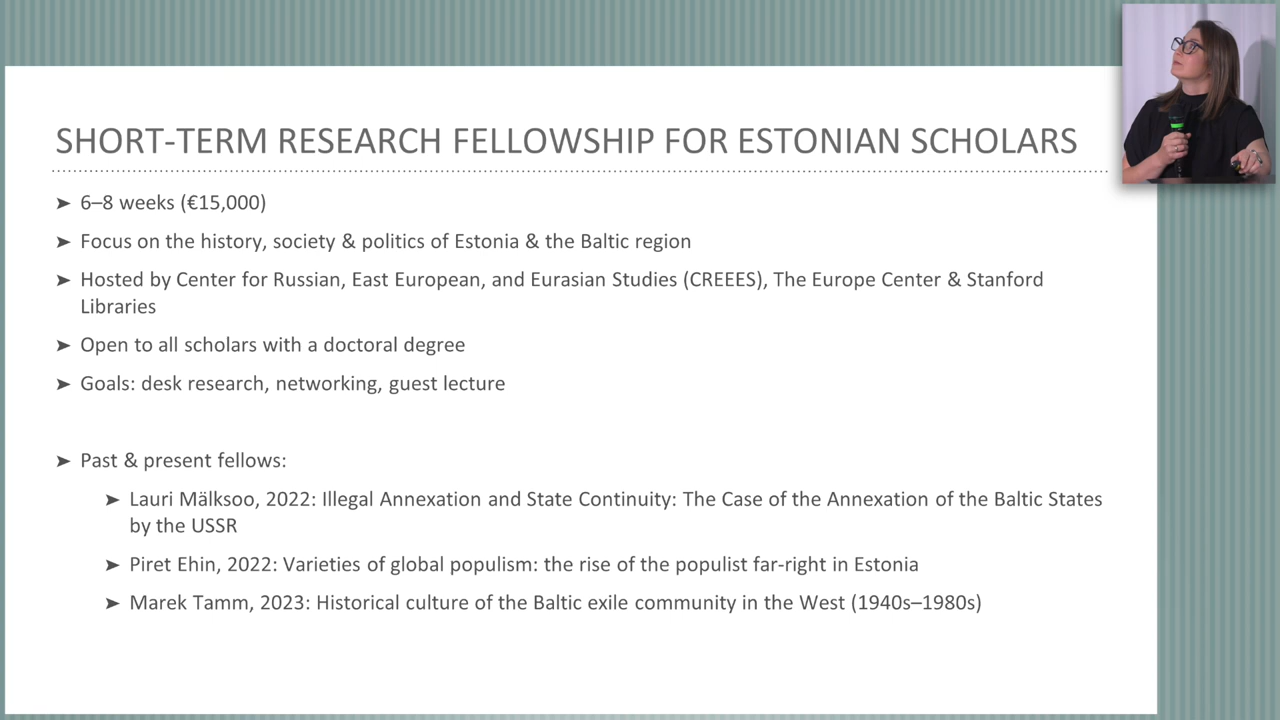 SHORT-TERM RESEARCH FELLOWSHIP FOR ESTONIAN SCHOLARS
➤ 6–8 weeks (€15,000)
➤ Focus on the history, society & politics of Estonia & the Baltic region
➤ Hosted by Center for Russian, East European, and Eurasian Studies (CREEES), The Europe Center & Stanford
Libraries
➤ Open to all scholars with a doctoral degree
➤ Goals: desk research, networking, guest lecture
➤ Past & present fellows:
➤ Lauri Mälksoo, 2022: Illegal Annexation and State Continuity: The Case of the Annexation of the Baltic States
by the USSR
➤ Piret Ehin, 2022: Varieties of global populism: the rise of the populist far-right in Estonia
➤ Marek Tamm, 2023: Historical culture of the Baltic exile community in the West (1940s–1980s)